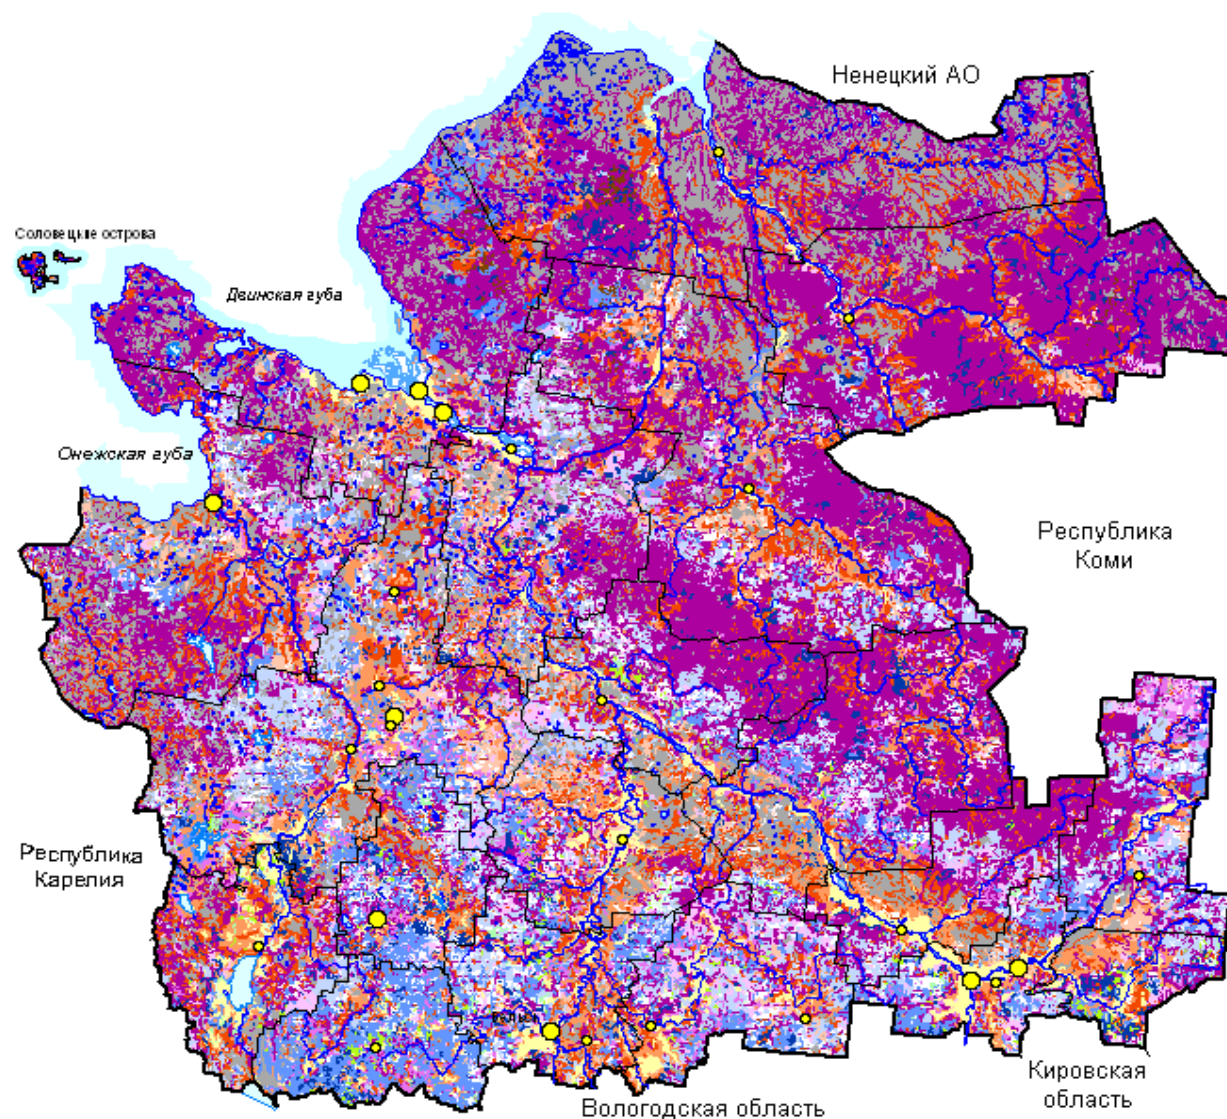 Ненецкий АО
Соловецкие острова
Двинская губа
Онежская губа
Республика
Коми
Республика
Карелия
Кировская
область
Вологодская область